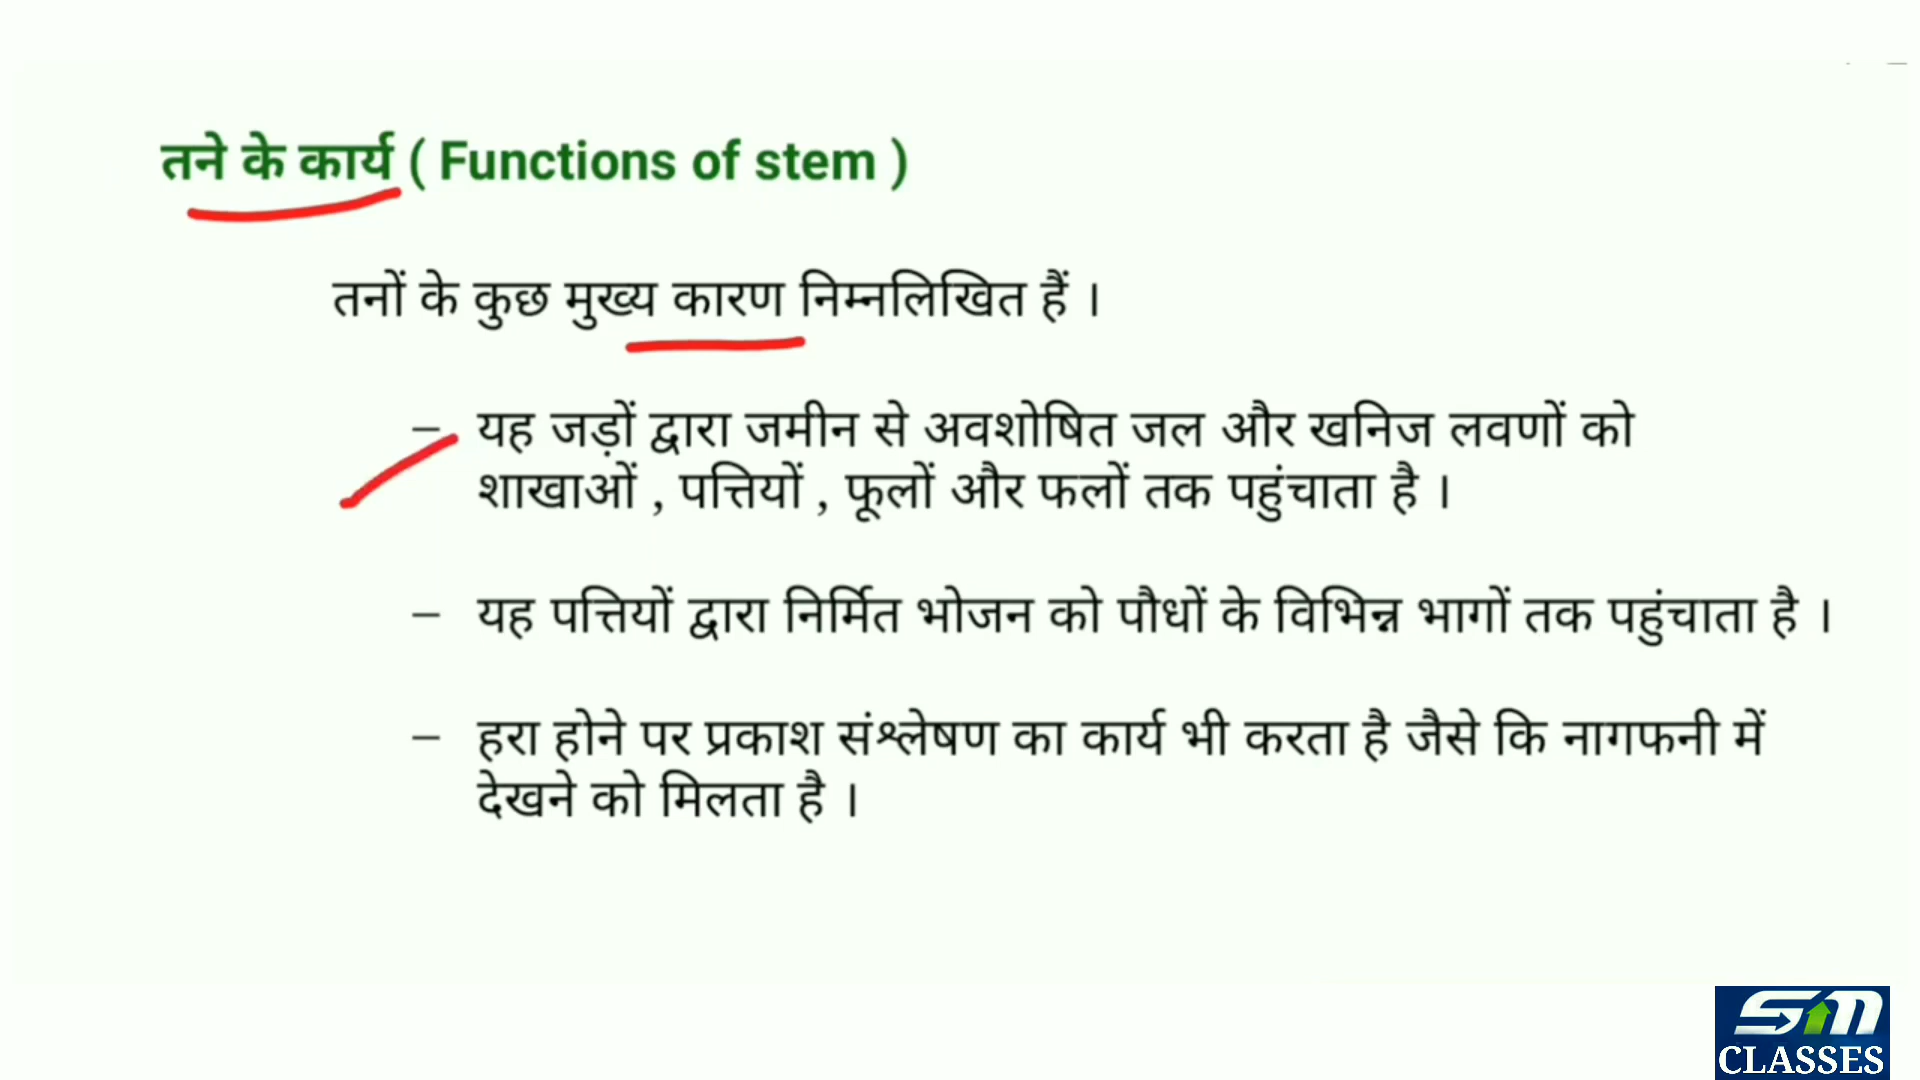 तने के कार्य ( Functions of stem )
तनों के कुछ मुख्य कारण निम्नलिखित हैं ।
– यह जड़ों द्वारा जमीन से अवशोषित जल और खनिज लवणों को
शाखाओं , पत्तियों , फूलों और फलों तक पहुंचाता है ।
– यह पत्तियों द्वारा निर्मित भोजन को पौधों के विभिन्न भागों तक पहुंचाता है ।
– हरा होने पर प्रकाश संश्लेषण का कार्य भी करता है जैसे कि नागफनी में
देखने को मिलता है ।
SM
CLASSES